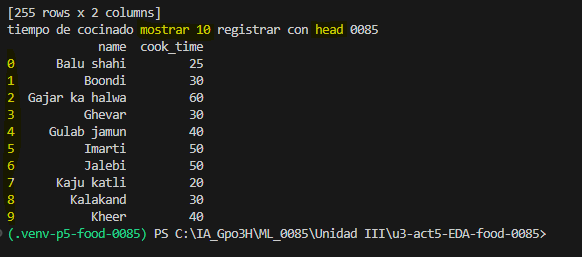 [255 rows x 2 columns]
tiempo de cocinado mostrar 10 registrar con head 0085
name cook_time
0 Balu shahi 25
1 Boondi 30
2 Gajar ka halwa 60
3 Ghevar 30
4 Gulab jamun 40
5 Imarti 50
6 Jalebi 50
7 Kaju katli 20
8 Kalakand 30
9 Kheer 40
(.venv-p5-food-0085) PS C:\IA_Gpo3H\ML_0085\Unidad III\u3-act5-EDA-food-0085>